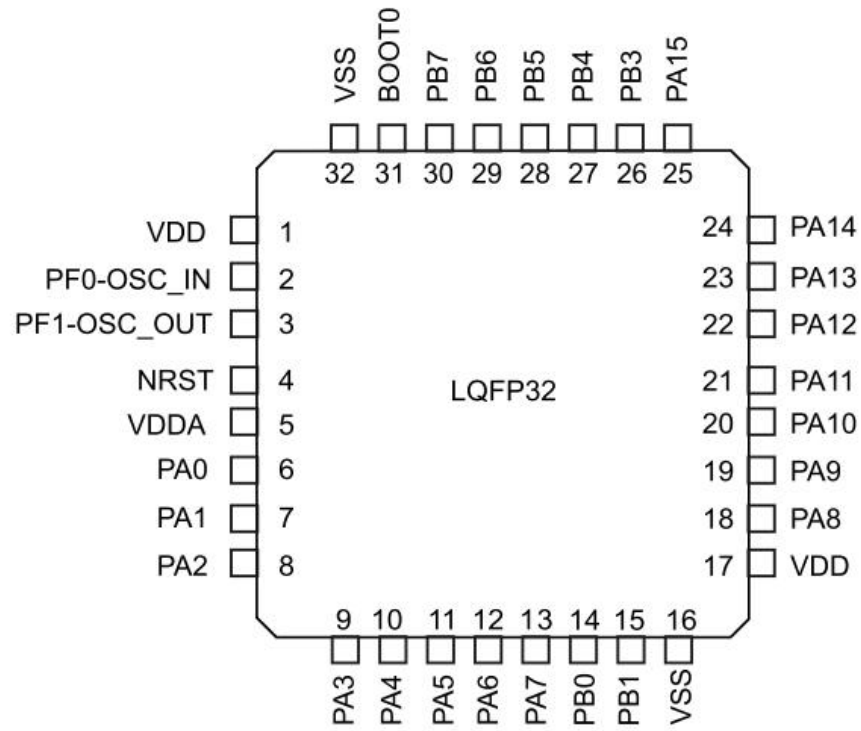 VSS
BOOT0
PB7
PB6
PB5
PB4
PB3
PA15
32 31 30 29 28 27 26 25
VDD 1
PF0-OSC_IN 2
PF1-OSC_OUT 3
NRST 4
VDDA 5
PA0 6
PA1 7
PA2 8
LQFP32
24 PA14
23 PA13
22 PA12
21 PA11
20 PA10
19 PA9
18 PA8
17 VDD
9 10 11 12 13 14 15 16
PA3
PA4
PA5
PA6
PA7
PB0
PB1
VSS